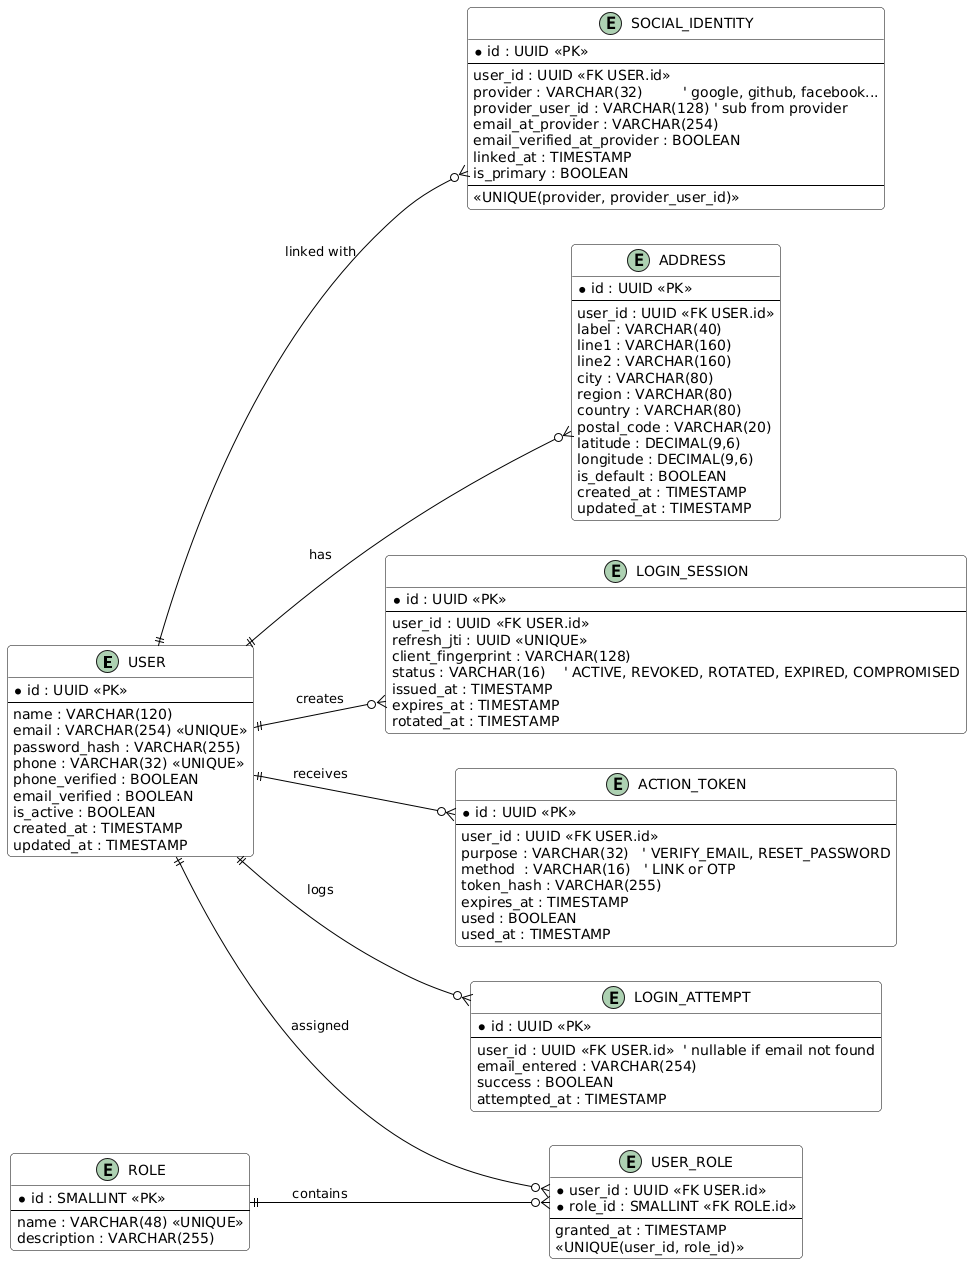 E SOCIAL_IDENTITY
* id : UUID «PK»
user_id : UUID «FK USER.id»
provider : VARCHAR(32)         ' google, github, facebook...
provider_user_id : VARCHAR(128) ' sub from provider
email_at_provider : VARCHAR(254)
email_verified_at_provider : BOOLEAN
linked_at : TIMESTAMP
is_primary : BOOLEAN
«UNIQUE(provider, provider_user_id)»
linked with
E ADDRESS
* id : UUID «PK»
user_id : UUID «FK USER.id»
label : VARCHAR(40)
line1 : VARCHAR(160)
line2 : VARCHAR(160)
city : VARCHAR(80)
region : VARCHAR(80)
country : VARCHAR(80)
postal_code : VARCHAR(20)
latitude : DECIMAL(9,6)
longitude : DECIMAL(9,6)
is_default : BOOLEAN
created_at : TIMESTAMP
updated_at : TIMESTAMP
has
E LOGIN_SESSION
* id : UUID «PK»
user_id : UUID «FK USER.id»
refresh_jti : UUID «UNIQUE»
client_fingerprint : VARCHAR(128)
status : VARCHAR(16)    ' ACTIVE, REVOKED, ROTATED, EXPIRED, COMPROMISED
issued_at : TIMESTAMP
expires_at : TIMESTAMP
rotated_at : TIMESTAMP
E USER
* id : UUID «PK»
name : VARCHAR(120)
email : VARCHAR(254) «UNIQUE»
password_hash : VARCHAR(255)
phone : VARCHAR(32) «UNIQUE»
phone_verified : BOOLEAN
email_verified : BOOLEAN
is_active : BOOLEAN
created_at : TIMESTAMP
updated_at : TIMESTAMP
creates
receives
E ACTION_TOKEN
* id : UUID «PK»
user_id : UUID «FK USER.id»
purpose : VARCHAR(32)   ' VERIFY_EMAIL, RESET_PASSWORD
method  : VARCHAR(16)   ' LINK or OTP
token_hash : VARCHAR(255)
expires_at : TIMESTAMP
used : BOOLEAN
used_at : TIMESTAMP
logs
E LOGIN_ATTEMPT
* id : UUID «PK»
user_id : UUID «FK USER.id»  ' nullable if email not found
email_entered : VARCHAR(254)
success : BOOLEAN
attempted_at : TIMESTAMP
assigned
E ROLE
* id : SMALLINT «PK»
name : VARCHAR(48) «UNIQUE»
description : VARCHAR(255)
contains
E USER_ROLE
* user_id : UUID «FK USER.id»
* role_id : SMALLINT «FK ROLE.id»
granted_at : TIMESTAMP
«UNIQUE(user_id, role_id)»